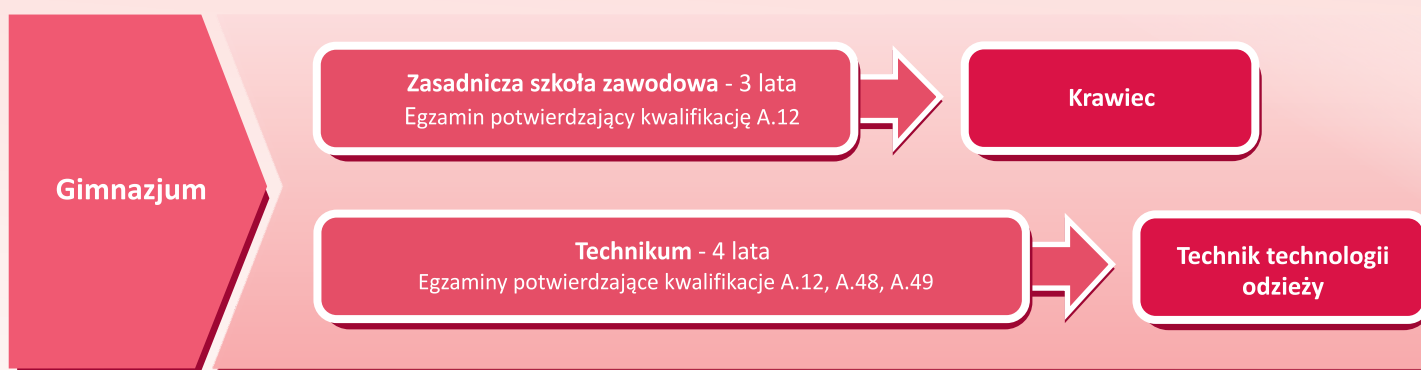 Gimnazjum
Zasadnicza szkoła zawodowa - 3 lata
Egzamin potwierdzający kwalifikację A.12
Krawiec
Technikum - 4 lata
Egzaminy potwierdzające kwalifikacje A.12, A.48, A.49
Technik technologii
odzieży